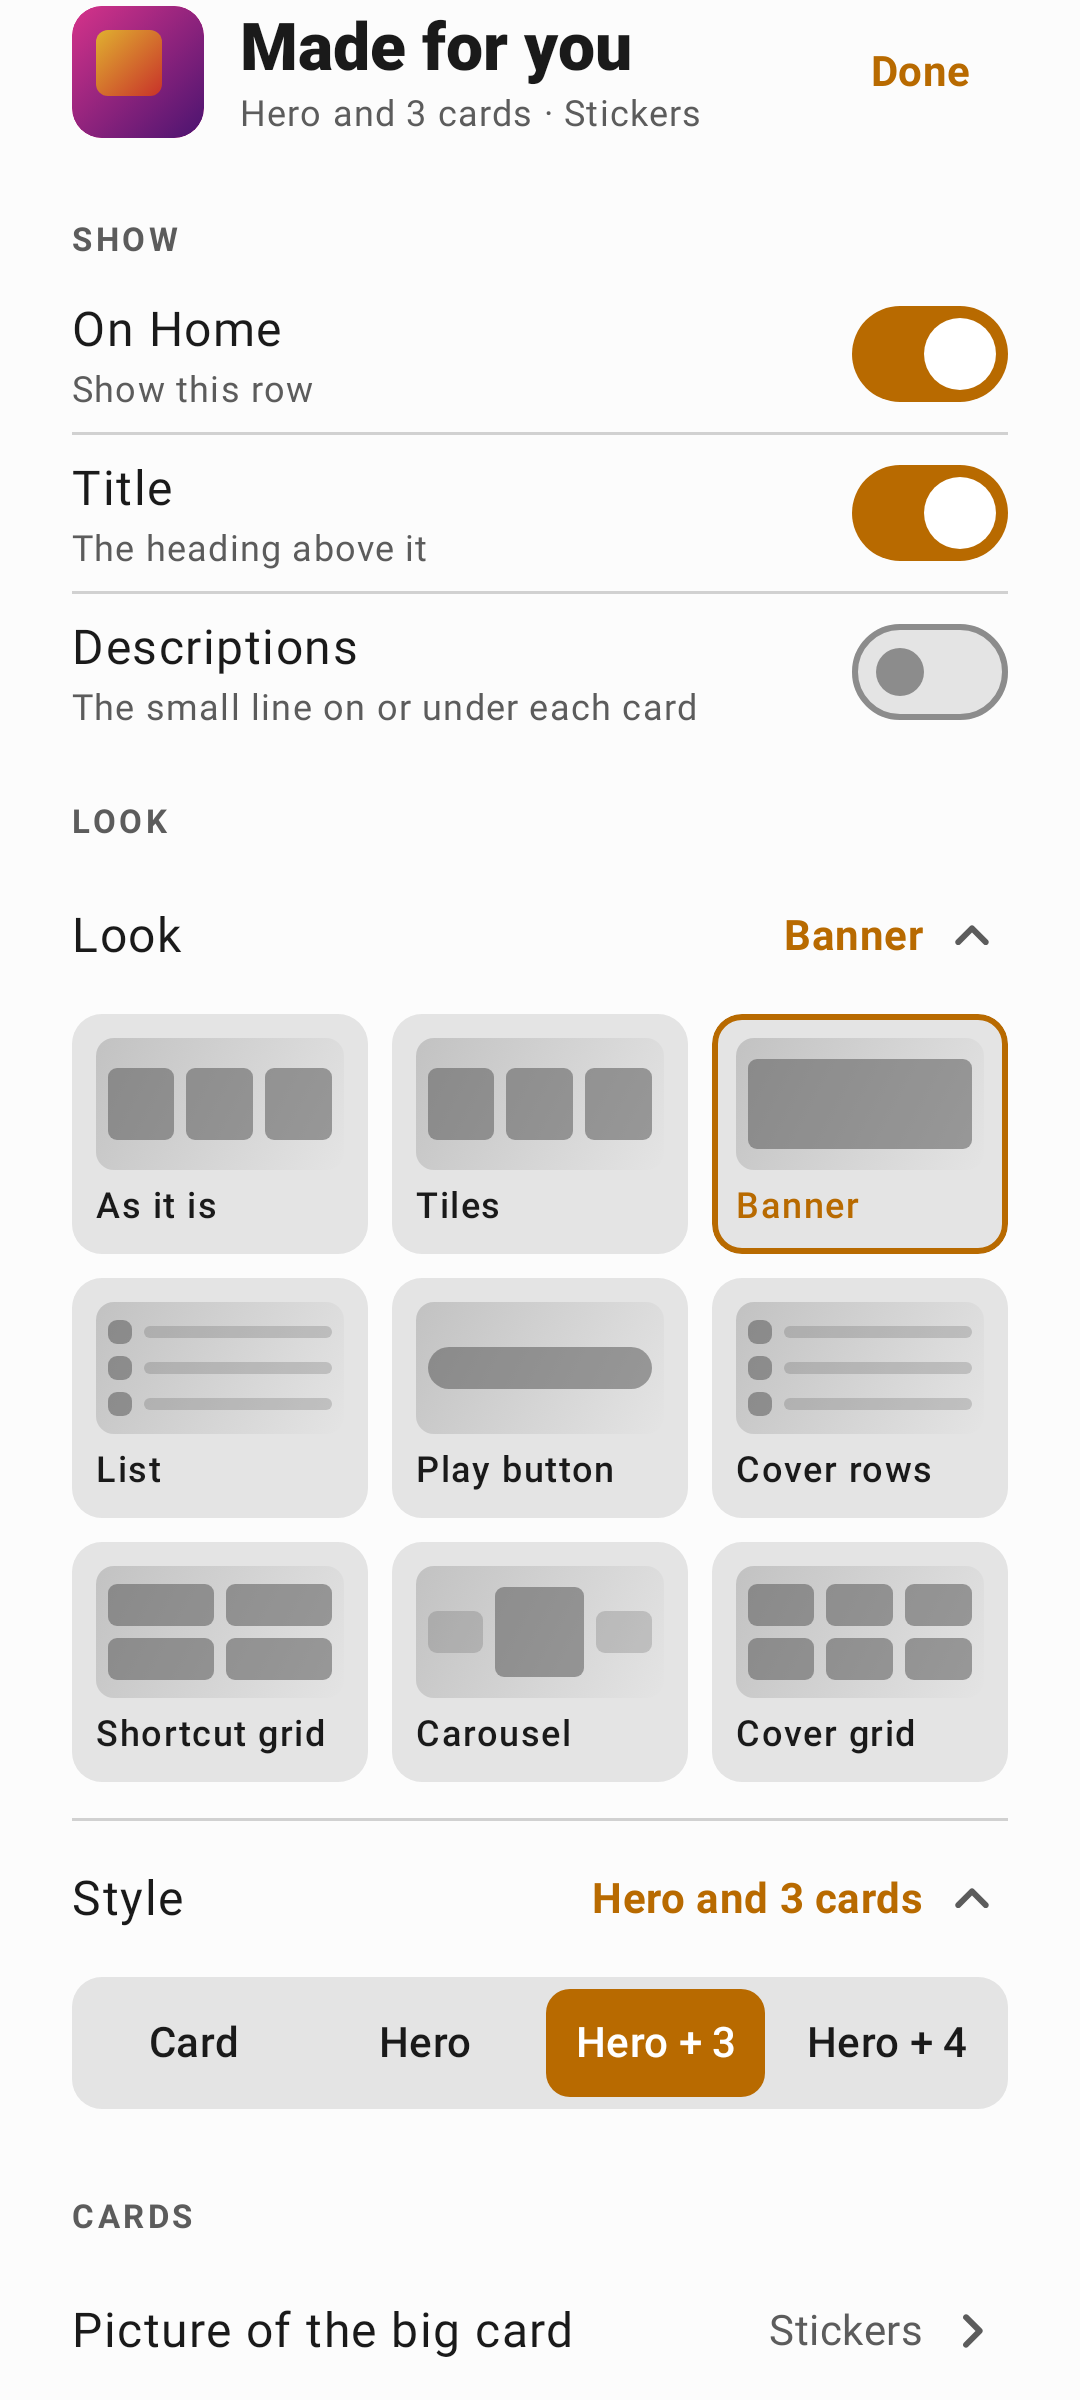 Made for you
Done
Hero and 3 cards · Stickers
SHOW
On Home
Show this row
Title
The heading above it
Descriptions
The small line on or under each card
LOOK
Look
Banner
As it is
Tiles
Banner
List
Play button
Cover rows
Shortcut grid
Carousel
Cover grid
Style
Hero and 3 cards
Card
Hero
Hero + 3
Hero + 4
CARDS
Picture of the big card
Stickers